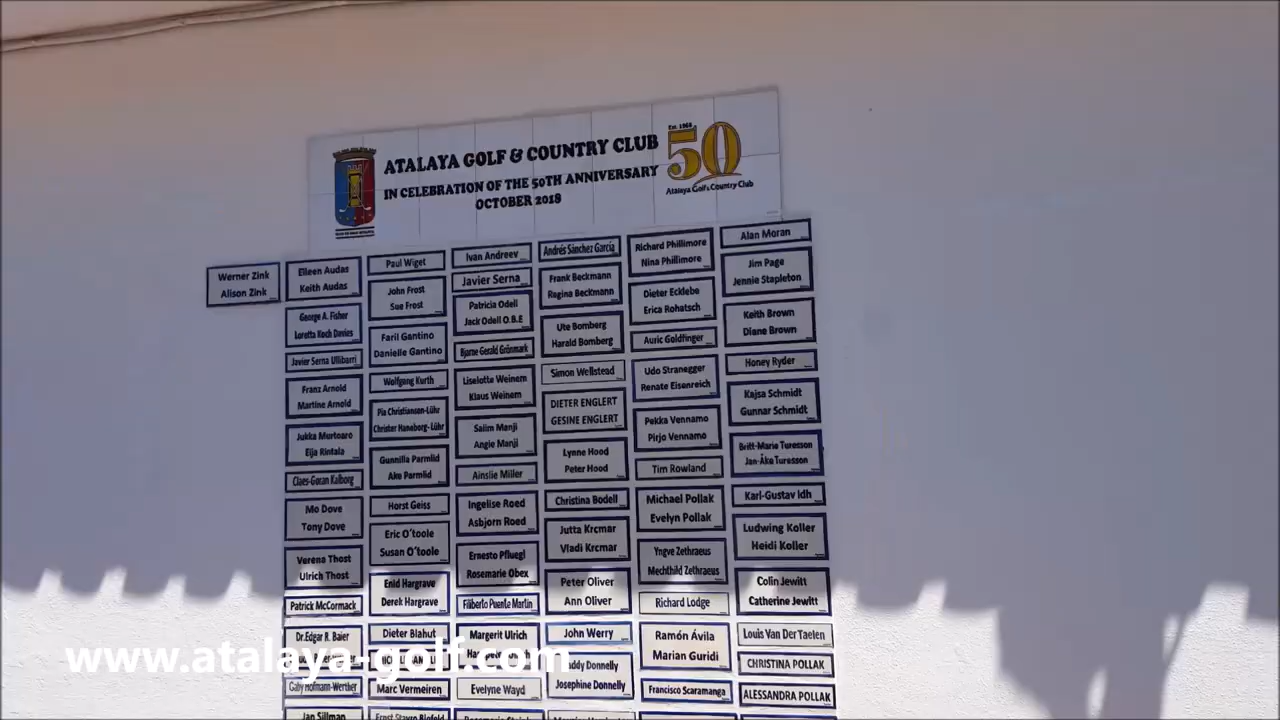 ATALAYA GOLF & COUNTRY CLUB
IN CELEBRATION OF THE 50TH ANNIVERSARY
OCTOBER 2018
Est. 1968
50
Atalaya Golf & Country Club
Werner Zink
Alison Zink
Eileen Audas
Keith Audas
George A. Fisher
Loretta Koch Davies
Javier Serna Ullibarri
Franz Arnold
Martine Arnold
Jukka Murtoaro
Eija Rintala
Claes-Goran Kalborg
Mo Dove
Tony Dove
Verena Thost
Ulrich Thost
Patrick McCormack
Dr.Edgar R. Baier
Gaby Hofmann-Werther
Jan Sillman
Paul Wiget
John Frost
Sue Frost
Faril Gantino
Danielle Gantino
Wolfgang Kurth
Pia Christiansen-Lühr
Christer Haneborg-Lühr
Gunnilla Parmlid
Ake Parmlid
Horst Geiss
Eric O'toole
Susan O'toole
Enid Hargrave
Derek Hargrave
Dieter Blahut
Marc Vermeiren
Ernst Stavro Blofeld
Ivan Andreev
Javier Serna
Patricia Odell
Jack Odell O.B.E
Bjarne Gerald Grönmark
Liselotte Weinem
Klaus Weinem
Salim Manji
Angie Manji
Ainslie Miller
Ingelise Roed
Asbjorn Roed
Ernesto Pfluegl
Rosemarie Obex
Filiberto Puente Martin
Margerit Ulrich
Evelyne Wayd
Andrés Sánchez García
Frank Beckmann
Regina Beckmann
Ute Bomberg
Harald Bomberg
Simon Wellstead
DIETER ENGLERT
GESINE ENGLERT
Lynne Hood
Peter Hood
Christina Bodell
Jutta Krcmar
Vladi Krcmar
Peter Oliver
Ann Oliver
John Werry
Donnelly
Josephine Donnelly
Richard Phillimore
Nina Phillimore
Dieter Ecklebe
Erica Rohatsch
Auric Goldfinger
Udo Stranegger
Renate Eisenreich
Pekka Vennamo
Pirjo Vennamo
Tim Rowland
Michael Pollak
Evelyn Pollak
Yngve Zethraeus
Mechthild Zethraeus
Richard Lodge
Ramón Ávila
Marian Guridi
Francisco Scaramanga
Alan Moran
Jim Page
Jennie Stapleton
Keith Brown
Diane Brown
Honey Ryder
Kajsa Schmidt
Gunnar Schmidt
Britt-Marie Turesson
Jan-Åke Turesson
Karl-Gustav Idh
Ludwing Koller
Heidi Koller
Colin Jewitt
Catherine Jewitt
Louis Van Der Taelen
CHRISTINA POLLAK
ALESSANDRA POLLAK
www.atalaya-golf.com